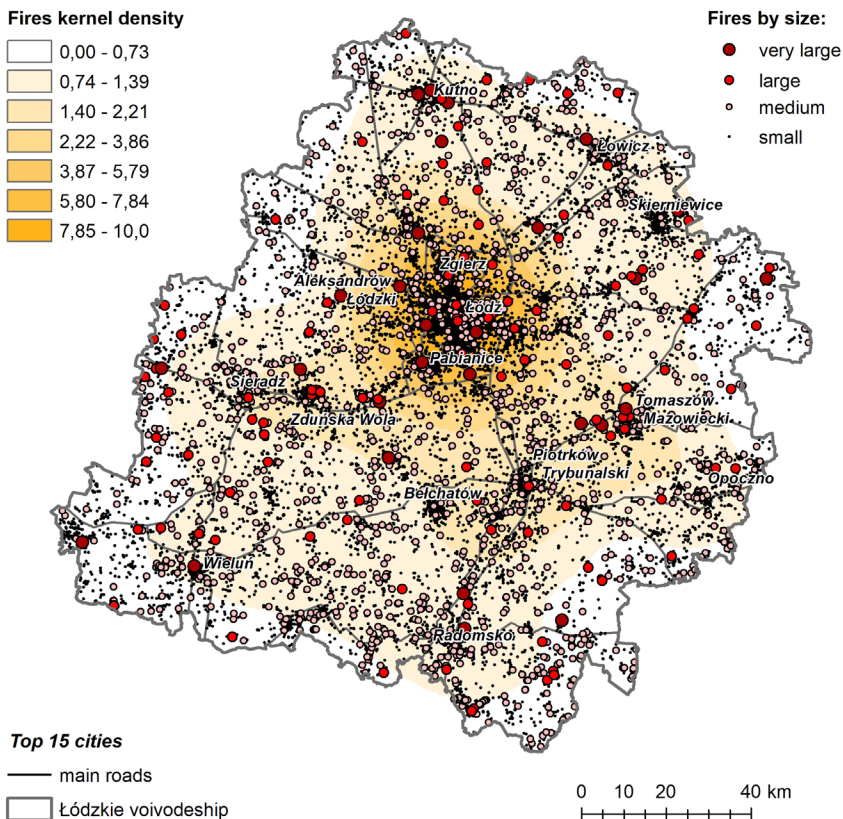 Fires kernel density
0,00 - 0,73
0,74 - 1,39
1,40 - 2,21
2,22 - 3,86
3,87 - 5,79
5,80 - 7,84
7,85 - 10,0
Fires by size:
very large
large
medium
small
Kutno
Łowicz
Skierniewice
Zgierz
Aleksandrów
Łódzki
Łódź
Pabianice
Sieradz
Zduńska Wola
Tomaszów
Mazowiecki
Piotrków
Trybunalski
Opoczno
Bełchatów
Wieluń
Radomsko
Top 15 cities
main roads
Łódzkie voivodeship
0 10 20 40 km